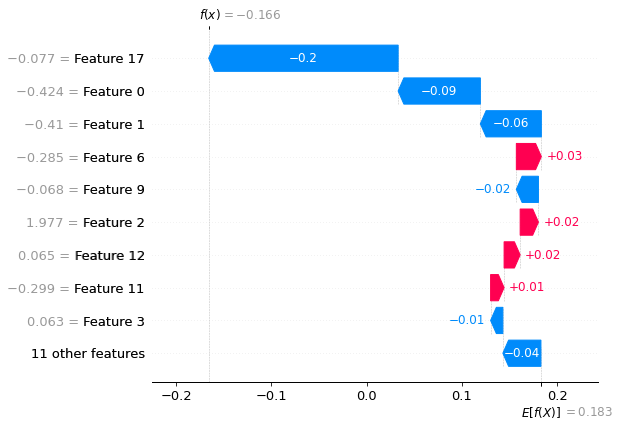 f(x) = −0.166
−0.077 = Feature 17
−0.2
−0.424 = Feature 0
−0.09
−0.41 = Feature 1
−0.06
−0.285 = Feature 6
+0.03
−0.068 = Feature 9
−0.02
1.977 = Feature 2
+0.02
0.065 = Feature 12
+0.02
−0.299 = Feature 11
+0.01
0.063 = Feature 3
−0.01
11 other features
−0.04
−0.2 −0.1 0.0 0.1 0.2
E[f(X)] = 0.183